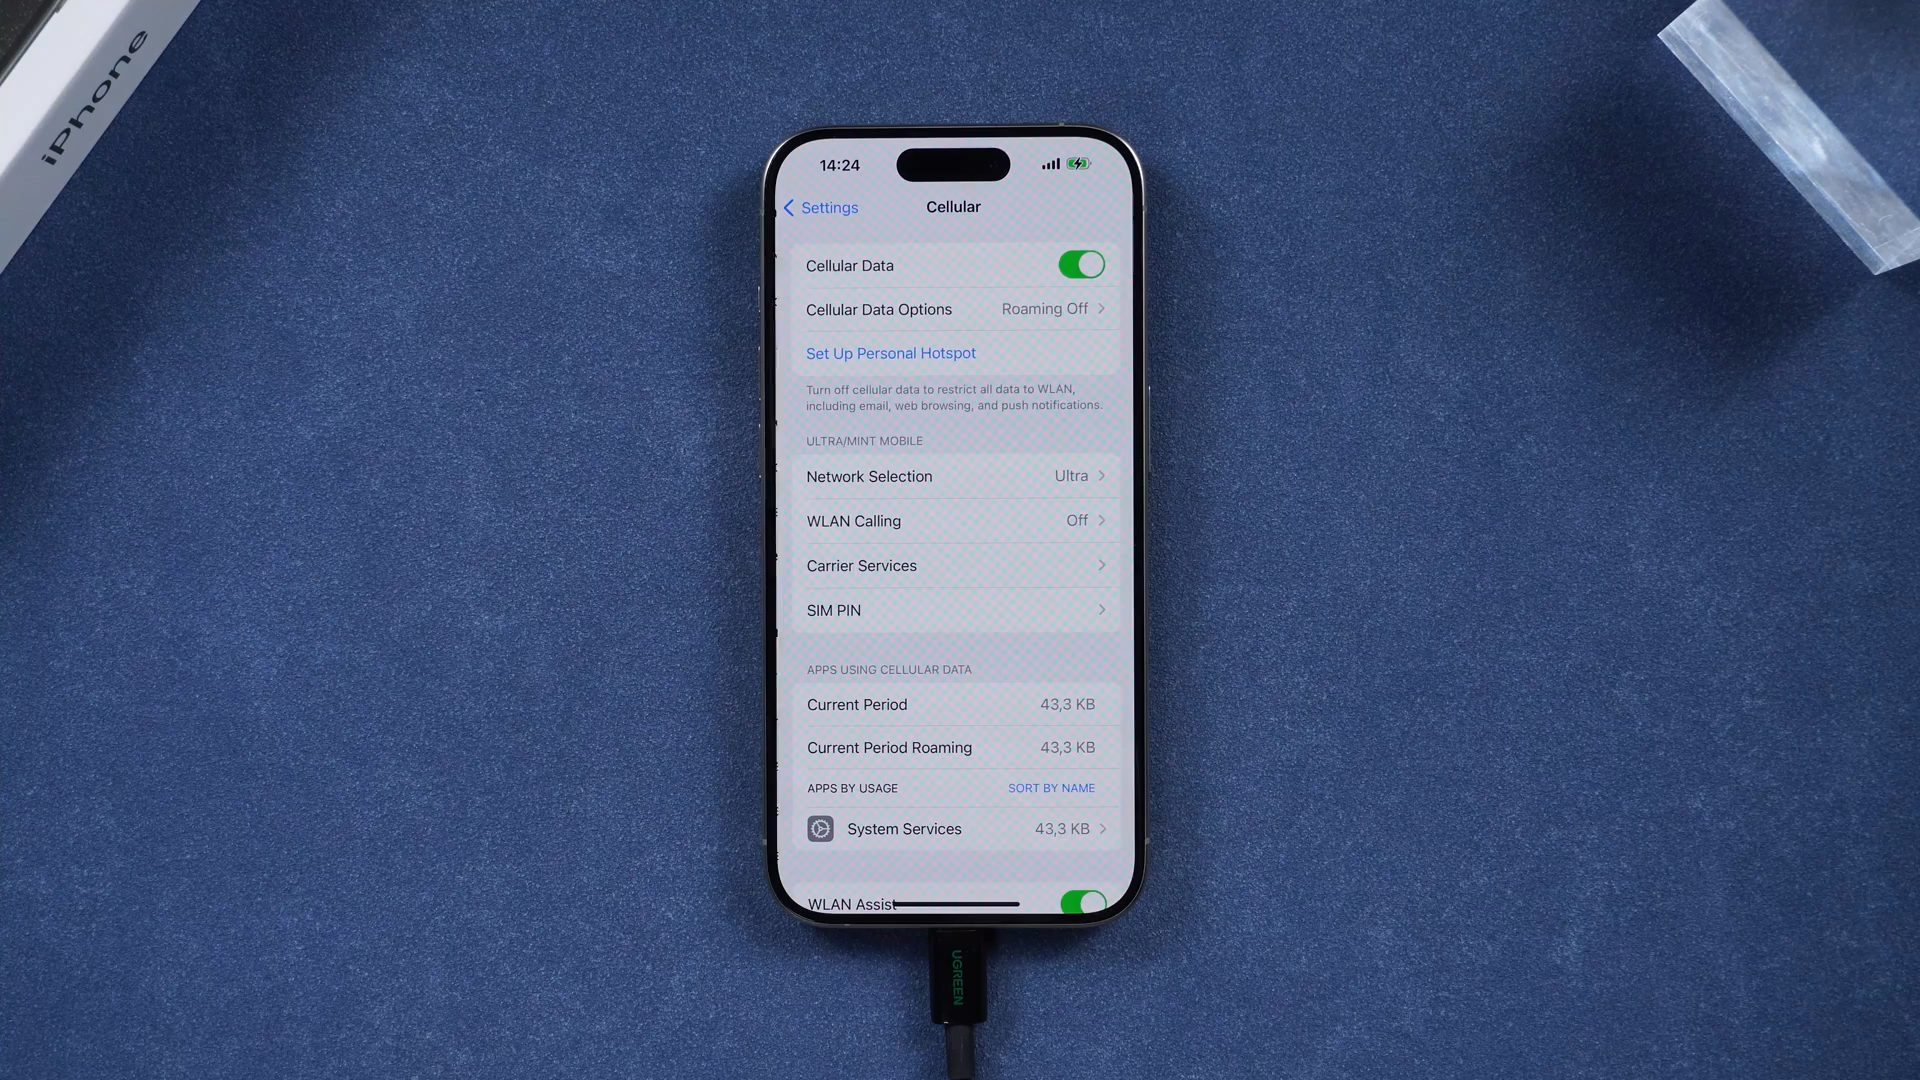 iPhone
14:24
Settings
Cellular
Cellular Data
Cellular Data Options Roaming Off
Set Up Personal Hotspot
Turn off cellular data to restrict all data to WLAN,
including email, web browsing, and push notifications.
ULTRA/MINT MOBILE
Network Selection Ultra
WLAN Calling Off
Carrier Services
SIM PIN
APPS USING CELLULAR DATA
Current Period 43,3 KB
Current Period Roaming 43,3 KB
APPS BY USAGE SORT BY NAME
System Services 43,3 KB
WLAN Assist
UGREEN